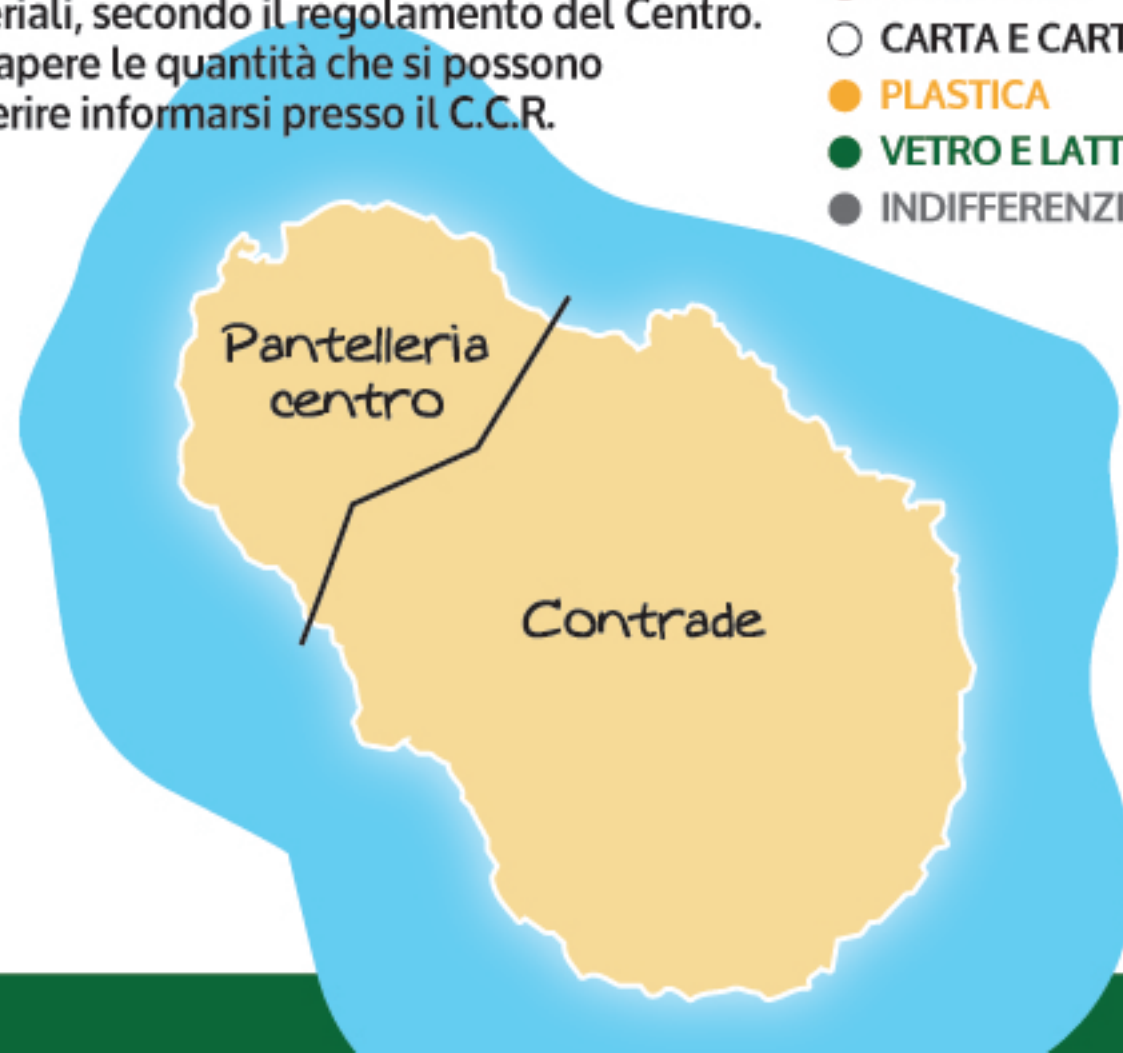 eriali, secondo il regolamento del Centro.
apere le quantità che si possono
erire informarsi presso il C.C.R.
CARTA E CART
PLASTICA
VETRO E LATT
INDIFFERENZI
Pantelleria
centro
Contrade